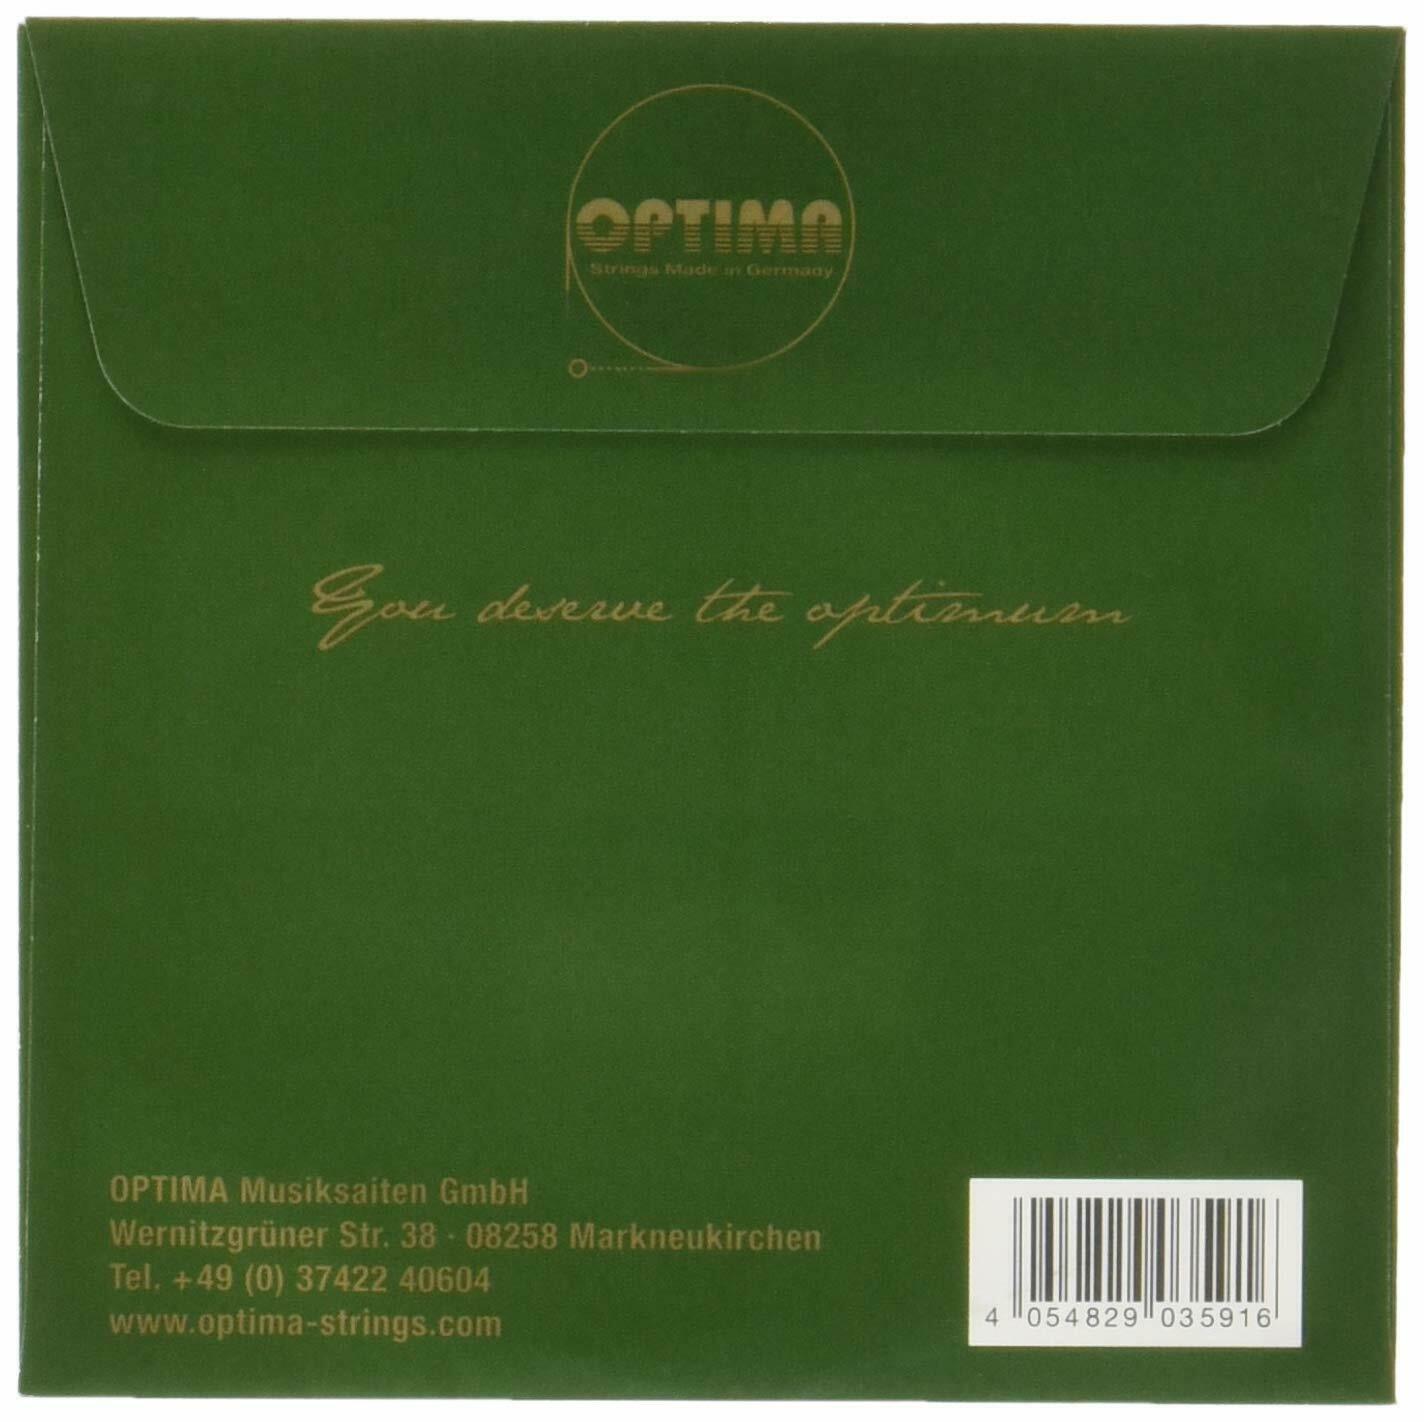 OPTIMA
Strings Made in Germany
You deserve the optimum
OPTIMA Musiksaiten GmbH
Wernitzgrüner Str. 38 · 08258 Markneukirchen
Tel. +49 (0) 37422 40604
www.optima-strings.com
4 054829 035916